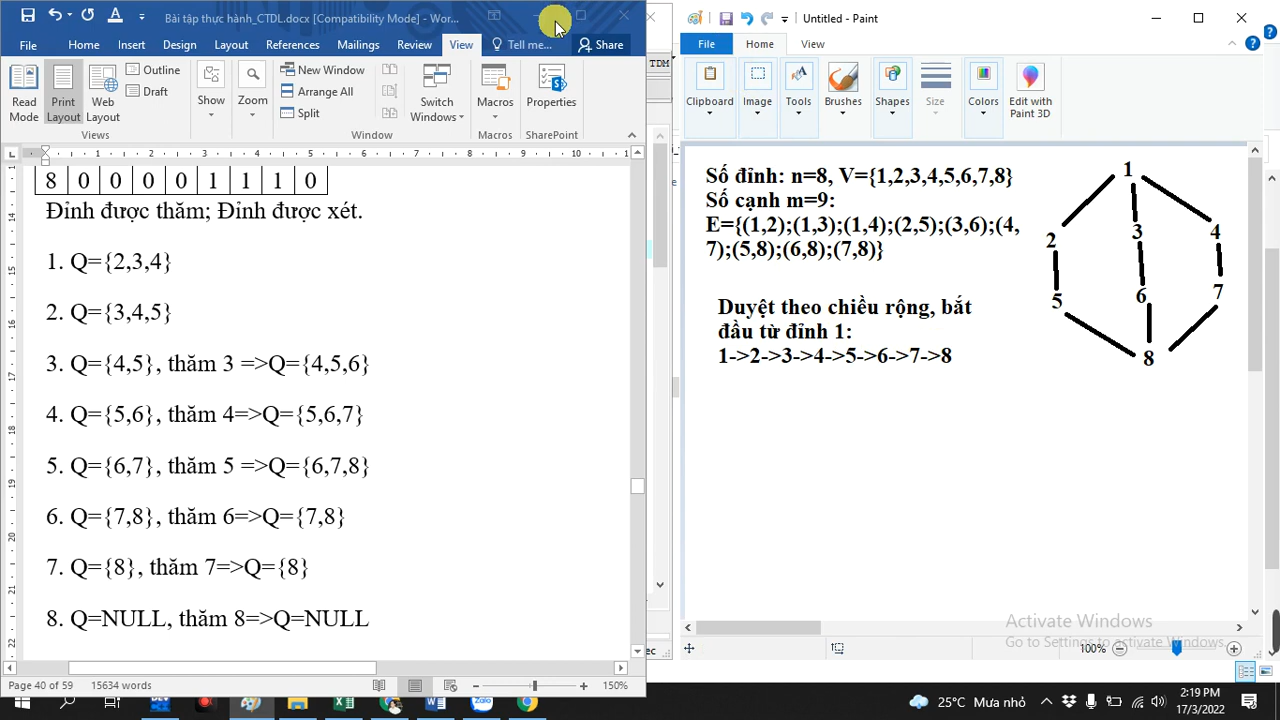 Bài tập thực hành_CTDL.docx [Compatibility Mode] - Wor...
File Home Insert Design Layout References Mailings Review View Tell me... Share
Read Mode
Print Layout
Web Layout
Outline
Draft
Views
Show
Zoom
New Window
Arrange All
Split
Window
Switch Windows
Macros
Macros
Properties
SharePoint
8 0 0 0 0 1 1 1 0
Đỉnh được thăm; Đỉnh được xét.
1. Q={2,3,4}
2. Q={3,4,5}
3. Q={4,5}, thăm 3 =>Q={4,5,6}
4. Q={5,6}, thăm 4=>Q={5,6,7}
5. Q={6,7}, thăm 5 =>Q={6,7,8}
6. Q={7,8}, thăm 6=>Q={7,8}
7. Q={8}, thăm 7=>Q={8}
8. Q=NULL, thăm 8=>Q=NULL
Page 40 of 59 15634 words
150%
TDM
Untitled - Paint
File Home View
Clipboard
Image
Tools
Brushes
Shapes
Size
Colors
Edit with Paint 3D
Số đỉnh: n=8, V={1,2,3,4,5,6,7,8}
Số cạnh m=9:
E={(1,2);(1,3);(1,4);(2,5);(3,6);(4,
7);(5,8);(6,8);(7,8)}
Duyệt theo chiều rộng, bắt
đầu từ đỉnh 1:
1->2->3->4->5->6->7->8
1
2 3 4
5 6 7
8
Activate Windows
Go to Settings to activate Windows.
100%
25°C Mưa nhỏ
2:19 PM
17/3/2022